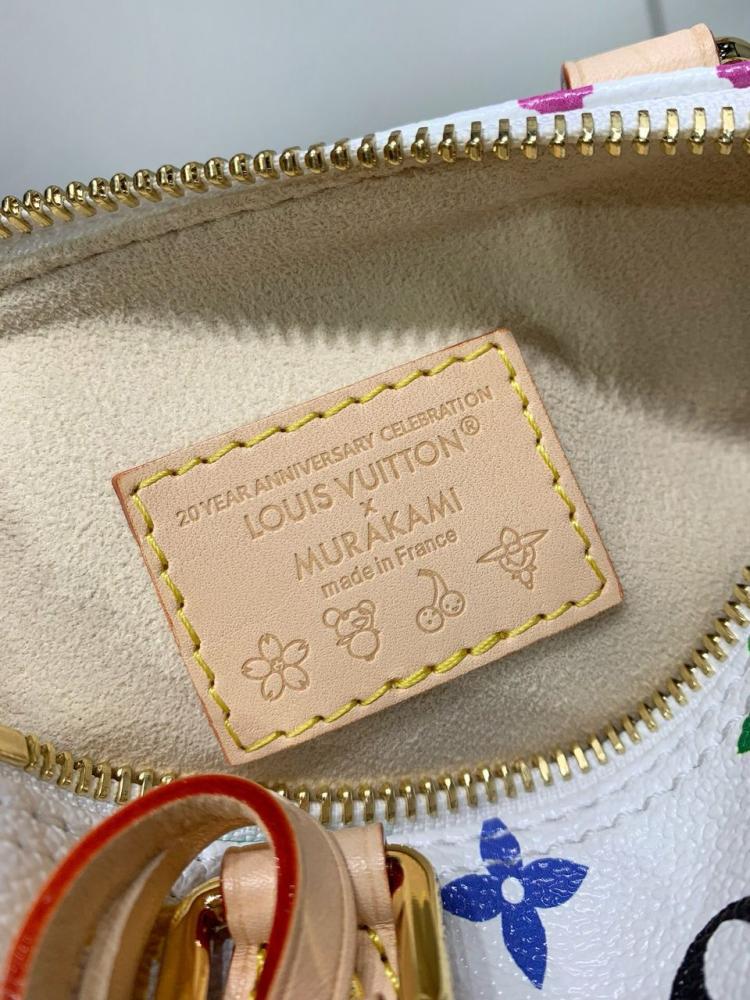 20 YEAR ANNIVERSARY CELEBRATION
LOUIS VUITTON®
x
MURAKAMI
made in France